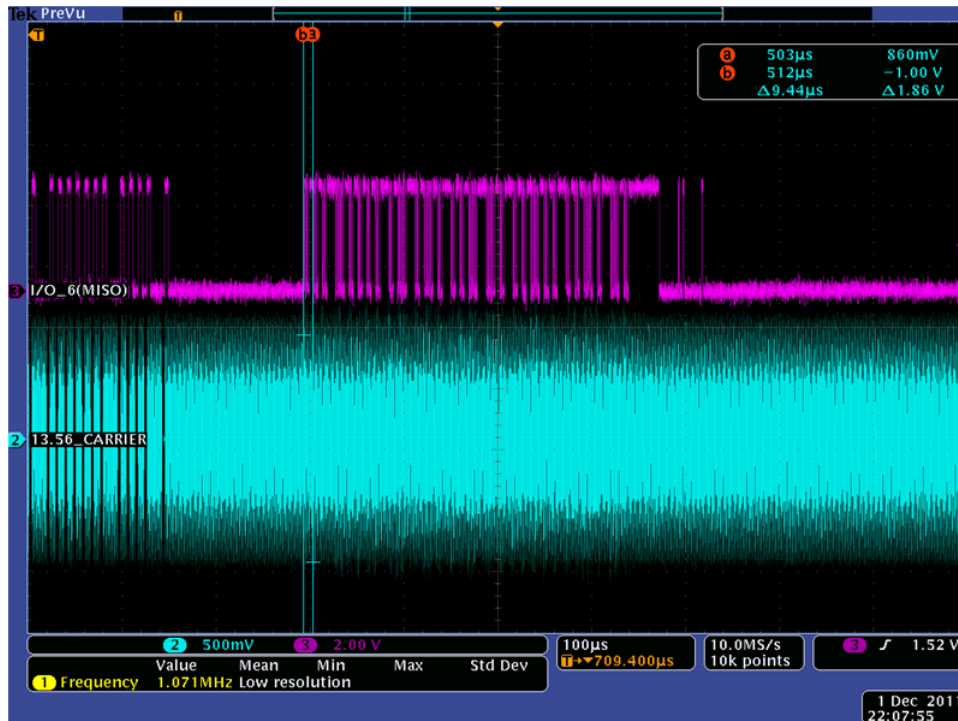 Tek PreVu
T
T
b a
a 503µs 860mV
b 512µs −1.00 V
Δ9.44µs Δ1.86 V
3 I/O_6(MISO)
2 13.56_CARRIER
2 500mV 3 2.00 V
Value Mean Min Max Std Dev
1 Frequency 1.071MHz Low resolution
100µs
T→▼709.400µs
10.0MS/s
10k points
3 1.52 V
1 Dec 2011
22:07:55